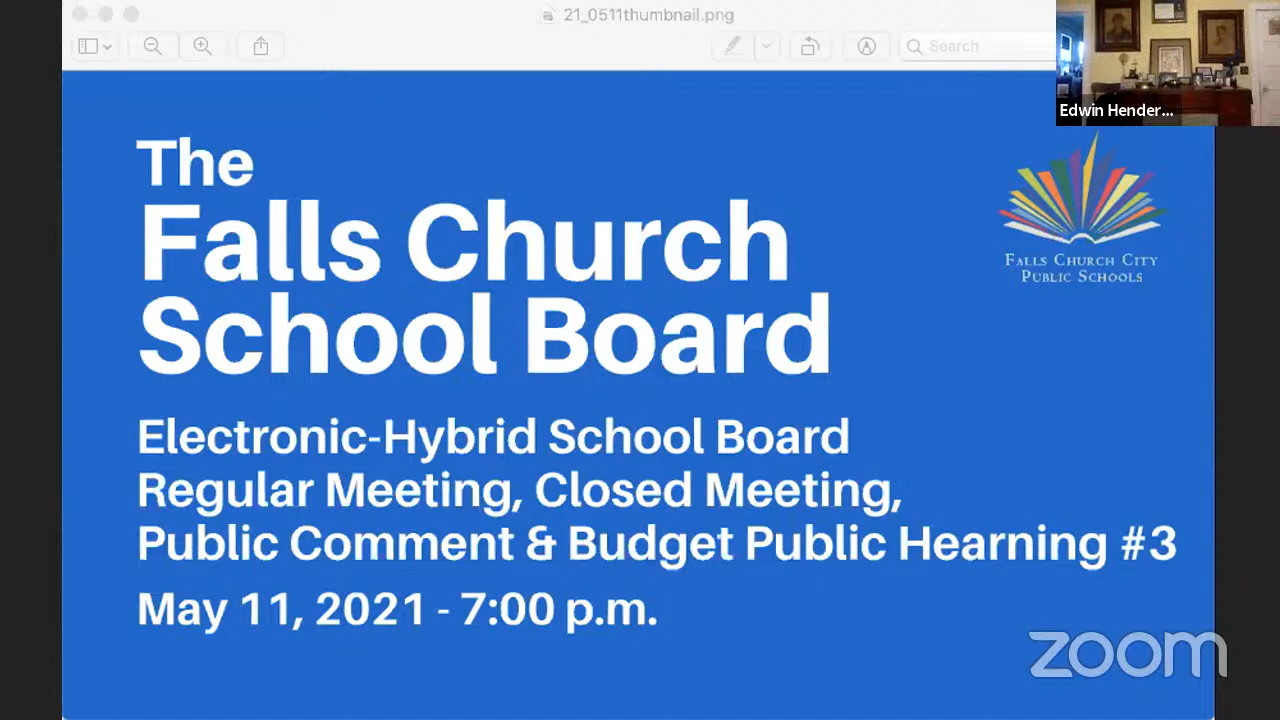 21_0511thumbnail.png
Search
Edwin Hender...
The
Falls Church
School Board
FALLS CHURCH CITY
PUBLIC SCHOOLS
Electronic-Hybrid School Board
Regular Meeting, Closed Meeting,
Public Comment & Budget Public Hearning #3
May 11, 2021 - 7:00 p.m.
zoom